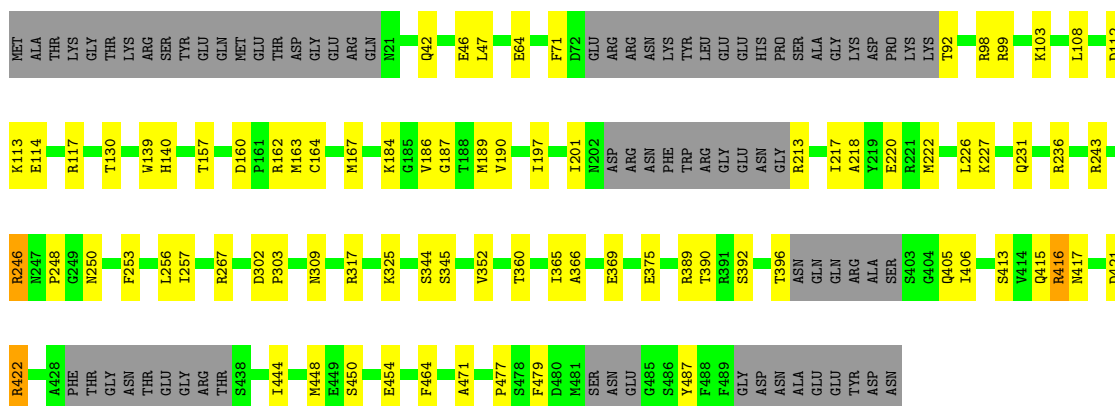 MET ALA THR LYS GLY THR LYS ARG SER TYR GLU GLN MET GLU THR ASP GLY GLU ARG GLN N21 Q42 E46 L47 E64 F71 D72 GLU ARG ARG ASN LYS TYR LEU GLU GLU HIS PRO SER ALA GLY LYS ASP PRO LYS LYS T92 R98 R99 K103 L108
K113 E114 R117 T130 W139 H140 T157 D160 P161 R162 M163 C164 M167 K184 G185 V186 G187 T188 M189 V190 I197 I201 N202 ASP ARG ASN PHE TRP ARG GLY GLU ASN GLY R213 I217 A218 Y219 E220 R221 M222 L226 K227 Q231 R236 R243
R246 N247 P248 G249 N250 F253 L256 I257 R267 D302 P303 N309 R317 K325 S344 S345 V352 T360 I365 A366 E369 E375 R389 T390 R391 S392 T396 ASN GLN GLN ARG ALA SER S403 G404 Q405 I406 S413 V414 Q415 R416 N417
R422 A428 PHE THR GLY ASN THR GLU GLY ARG THR S438 I444 M448 E449 S450 E454 F464 A471 P477 S478 F479 D480 M481 SER ASN GLU G485 S486 Y487 F488 F489 GLY ASP ASN ALA GLU GLU TYR ASP ASN